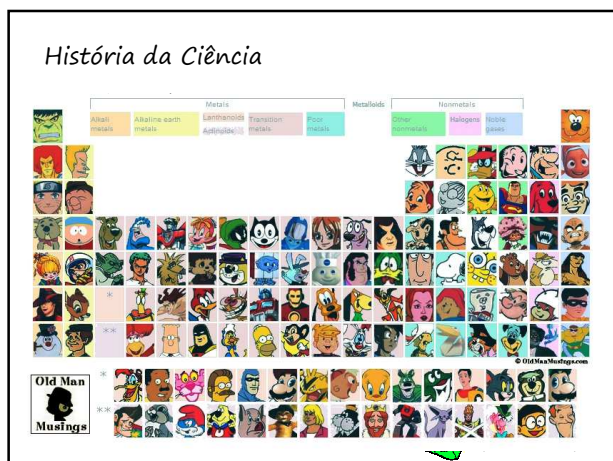 História da Ciência
Metals Metalloids Nonmetals
Alkali metals Alkaline earth metals Lanthanoids Transition metals Poor metals Other nonmetals Halogens Noble gases
Actinoids
*
**
© OldManMusings.com
Old Man
Musings
*
**